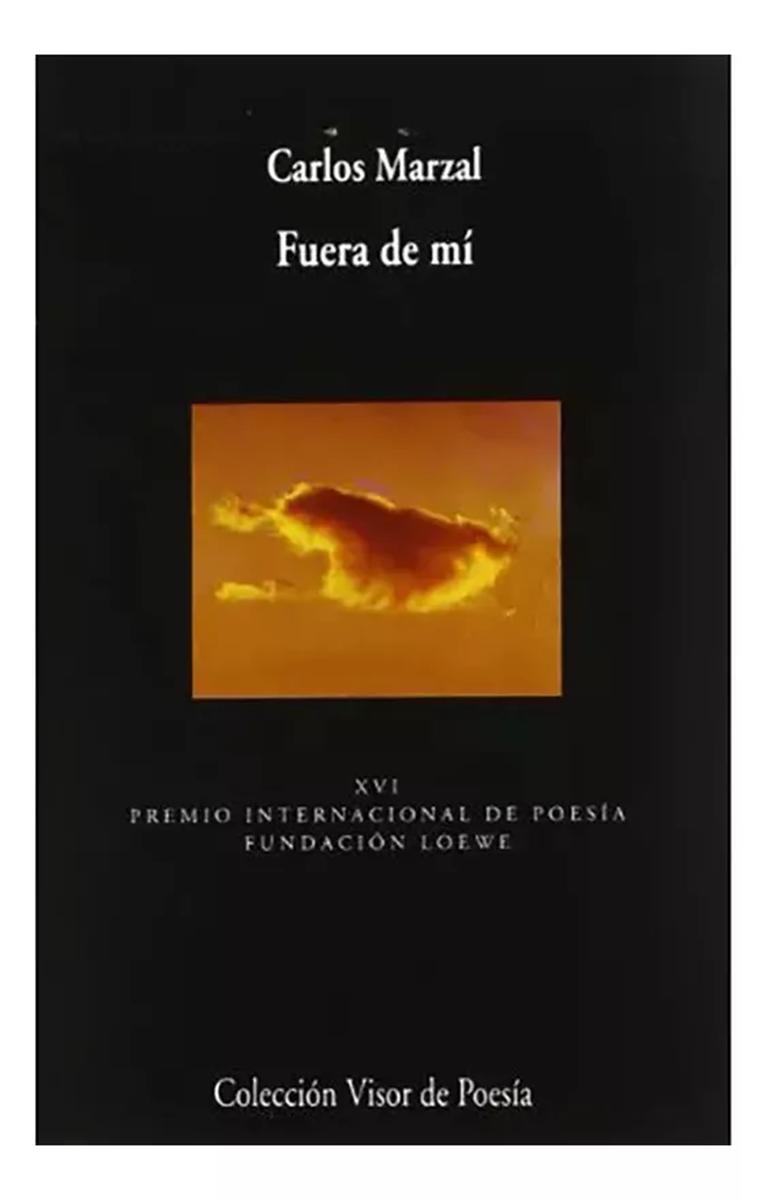 Carlos Marzal
Fuera de mí
XVI
PREMIO INTERNACIONAL DE POESÍA
FUNDACIÓN LOEWE
Colección Visor de Poesía